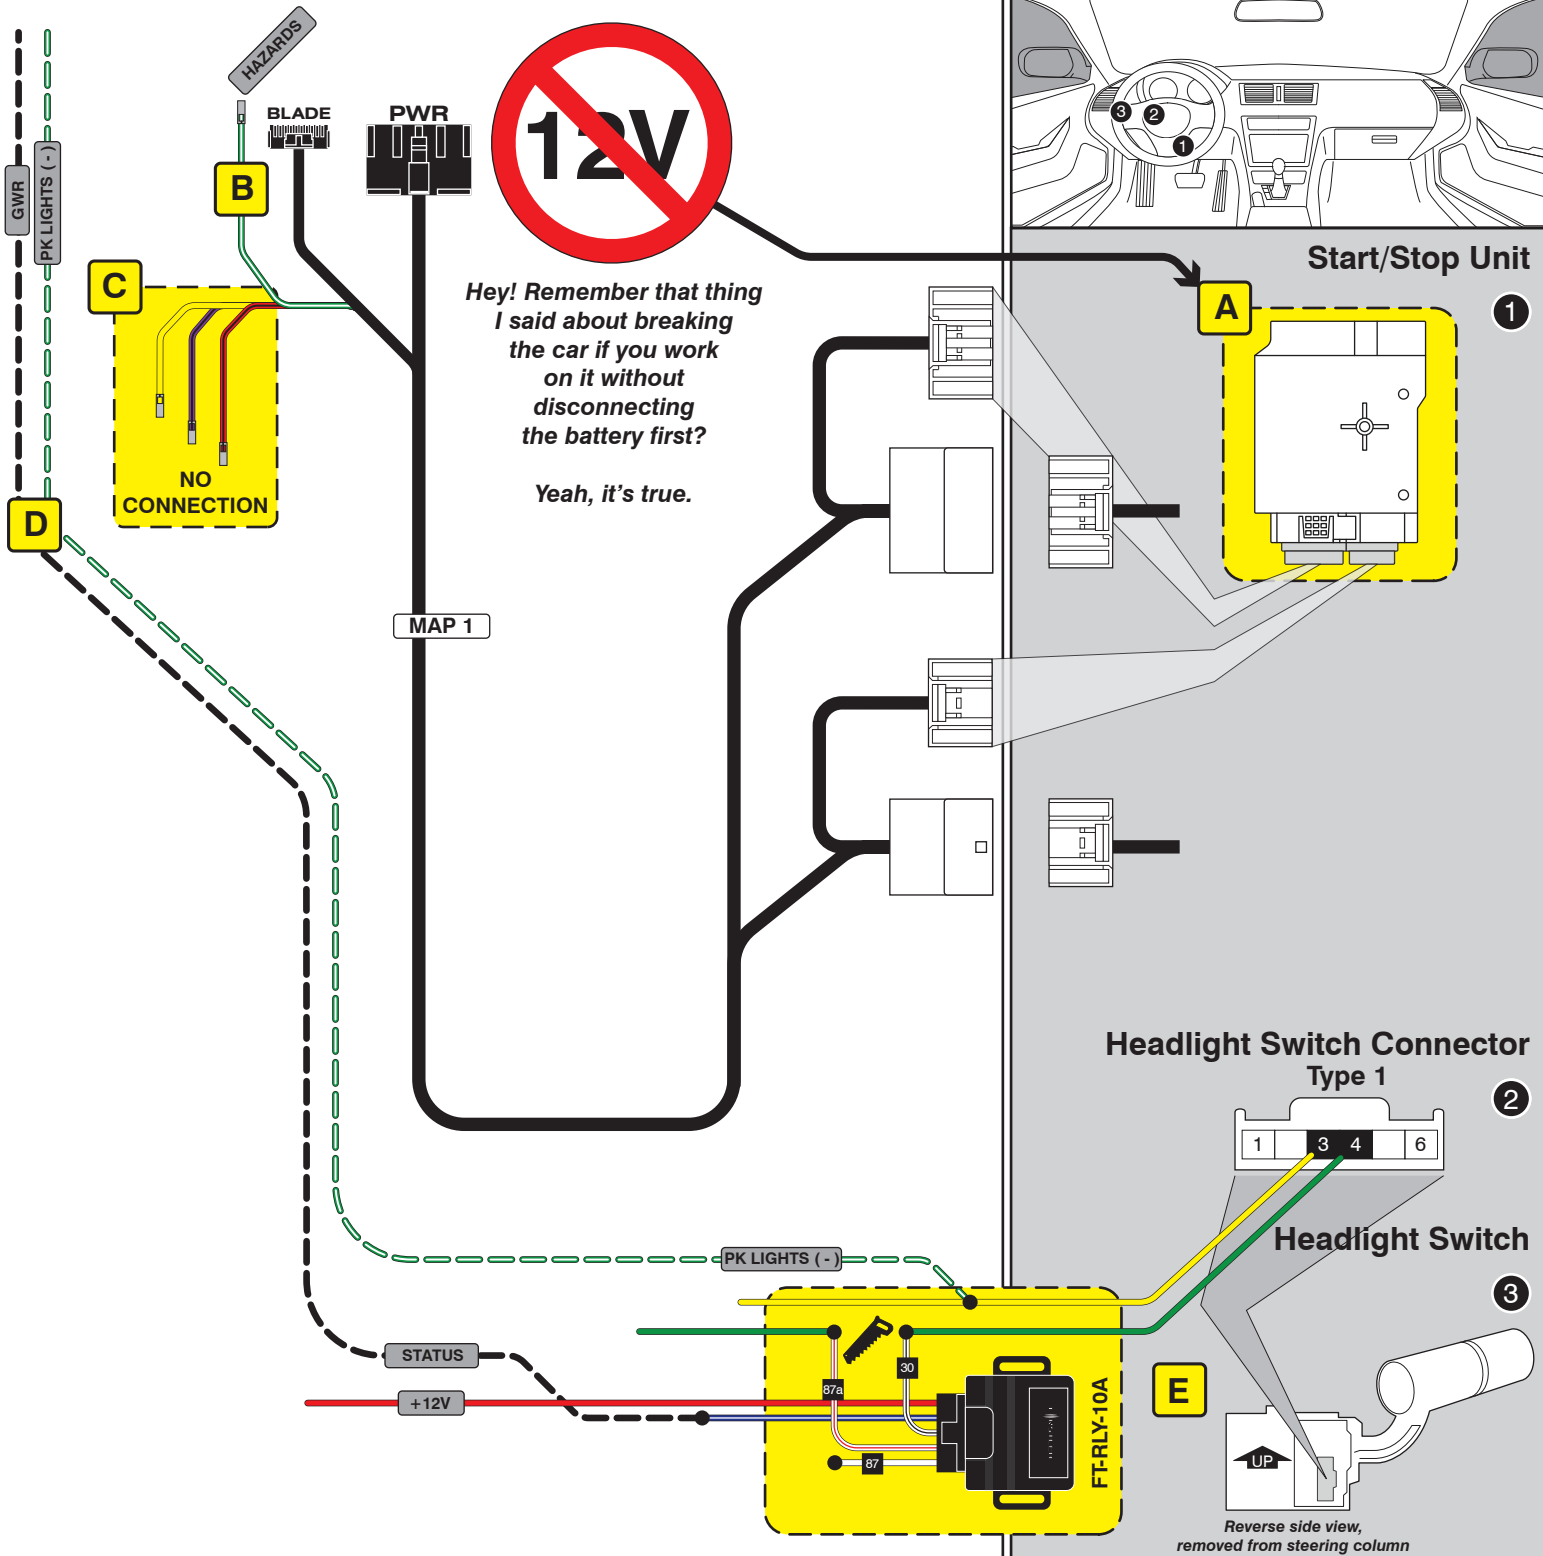 HAZARDS
BLADE
PWR
12V
GWR
PK LIGHTS ( - )
B
C
NO
CONNECTION
D
Hey! Remember that thing
I said about breaking
the car if you work
on it without
disconnecting
the battery first?
Yeah, it's true.
MAP 1
3
2
1
Start/Stop Unit
1
A
Headlight Switch Connector
Type 1
2
1
3
4
6
Headlight Switch
3
PK LIGHTS ( - )
STATUS
+12V
87a
30
87
FT-RLY-10A
E
UP
Reverse side view,
removed from steering column